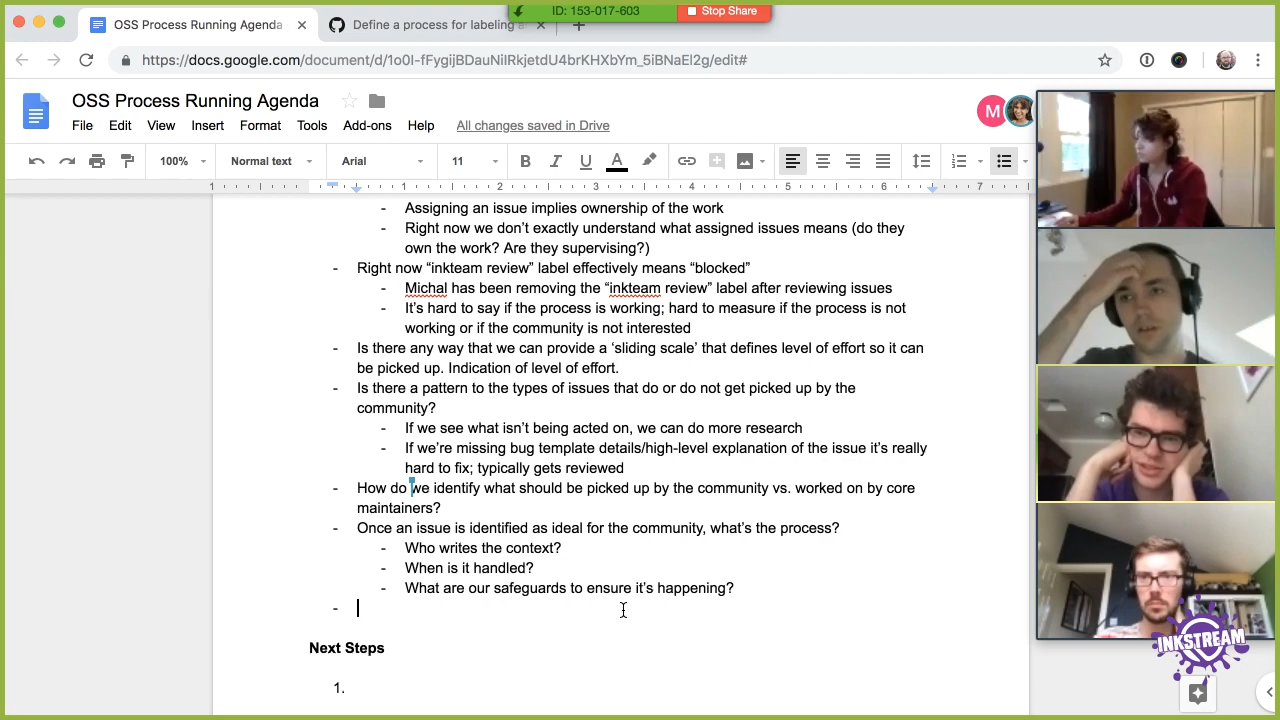 ID: 153-017-603
Stop Share
OSS Process Running Agenda
Define a process for labeling
https://docs.google.com/document/d/1o0I-fFygijBDauNiIRkjetdU4brKHXbYm_5iBNaEl2g/edit#
OSS Process Running Agenda
File Edit View Insert Format Tools Add-ons Help All changes saved in Drive
M
100% Normal text Arial 11 B I U A
1 1 2 3 4 5 6 7
- Assigning an issue implies ownership of the work
- Right now we don’t exactly understand what assigned issues means (do they
own the work? Are they supervising?)
- Right now “inkteam review” label effectively means “blocked”
- Michal has been removing the “inkteam review” label after reviewing issues
- It’s hard to say if the process is working; hard to measure if the process is not
working or if the community is not interested
- Is there any way that we can provide a ‘sliding scale’ that defines level of effort so it can
be picked up. Indication of level of effort.
- Is there a pattern to the types of issues that do or do not get picked up by the
community?
- If we see what isn’t being acted on, we can do more research
- If we’re missing bug template details/high-level explanation of the issue it’s really
hard to fix; typically gets reviewed
- How do we identify what should be picked up by the community vs. worked on by core
maintainers?
- Once an issue is identified as ideal for the community, what’s the process?
- Who writes the context?
- When is it handled?
- What are our safeguards to ensure it’s happening?
-
Next Steps
1.
INKSTREAM